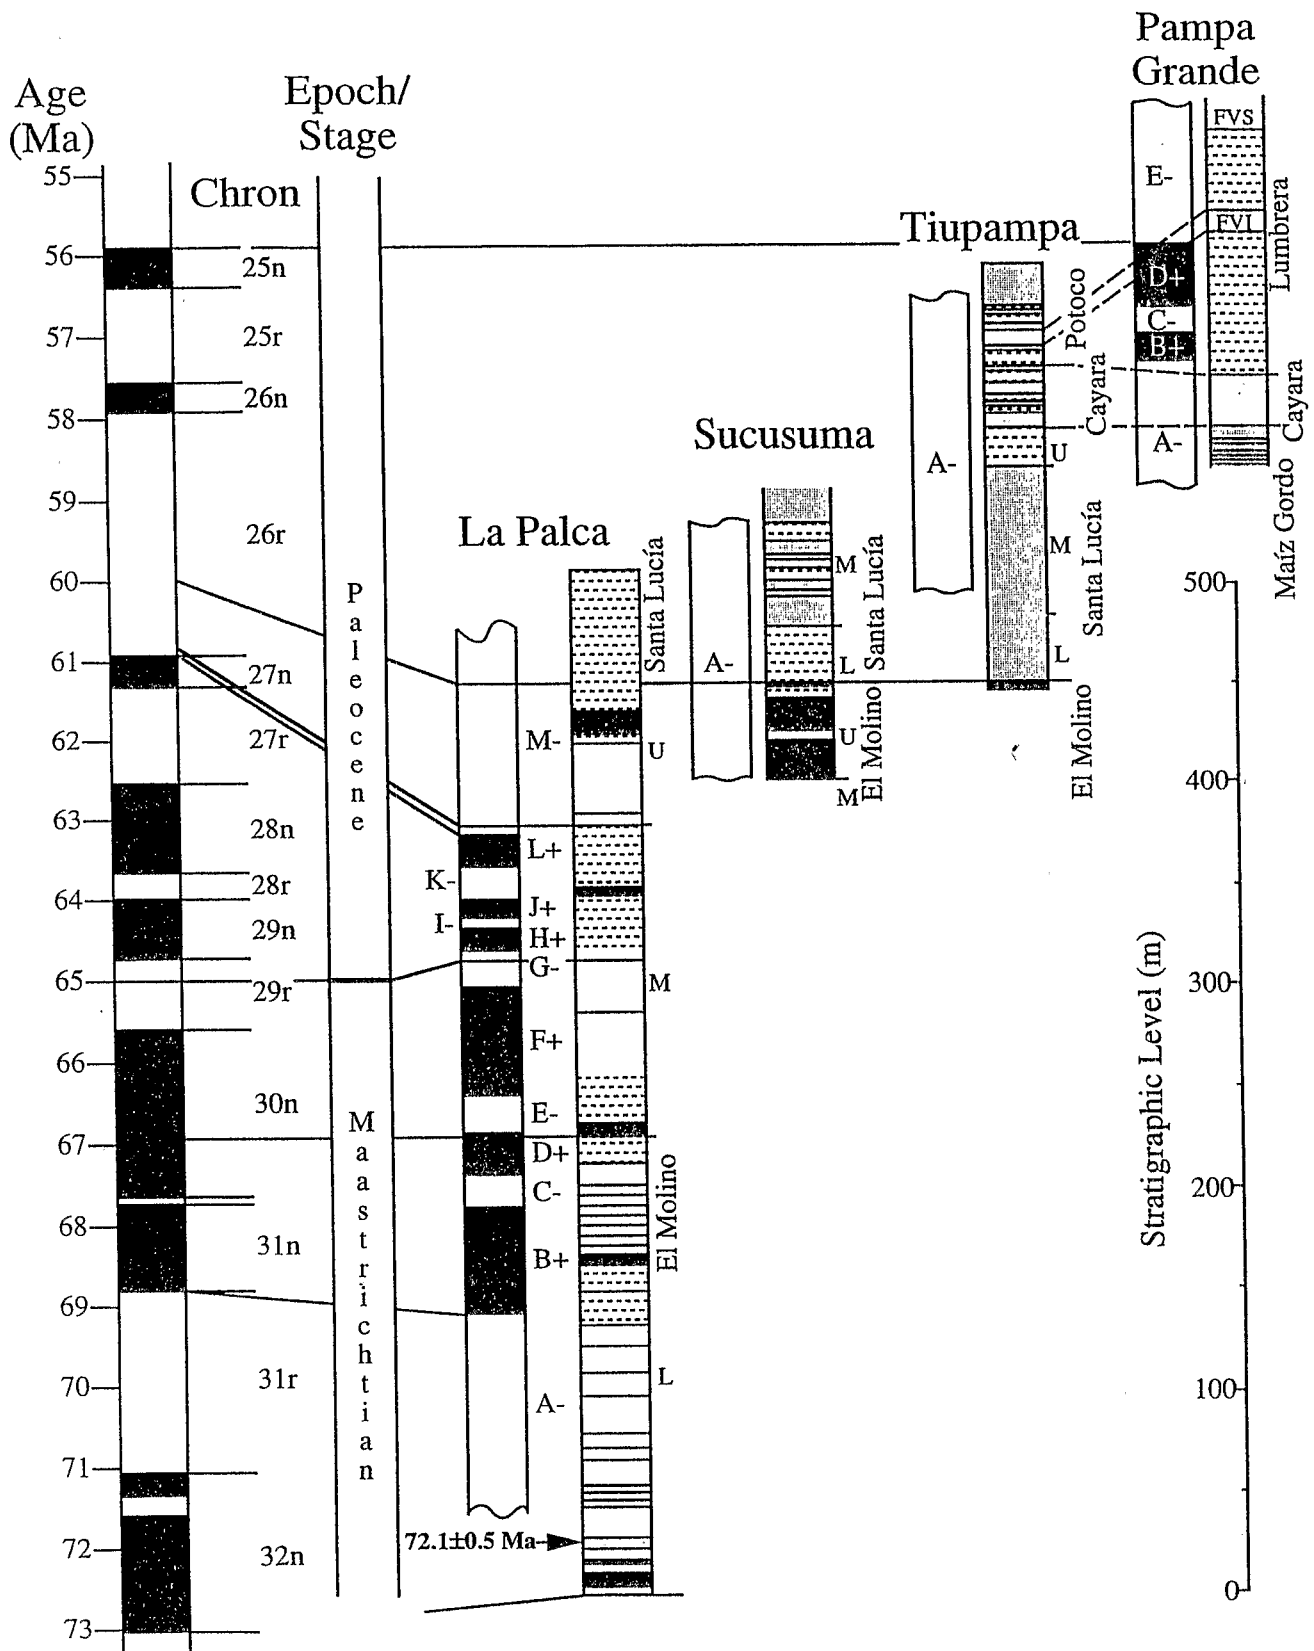 Pampa
Grande
Age
(Ma)
Epoch/
Stage
Chron
Tiupampa
Sucusuma
La Palca
55
56
57
58
59
60
61
62
63
64
65
66
67
68
69
70
71
72
73
25n
25r
26n
26r
27n
27r
28n
28r
29n
29r
30n
31n
31r
32n
Paleocene
Maastrichtian
M-
L+
K-
J+
I-
H+
G-
F+
E-
D+
C-
B+
A-
72.1±0.5 Ma
Santa Lucía
U
M
El Molino
L
A-
M
Santa Lucía
L
U
El Molino
M
A-
Potoco
Cayara
U
M
Santa Lucía
L
El Molino
E-
D+
C-
B+
A-
FVS
FVL
Lumbrera
Cayara
Maíz Gordo
500
400
300
200
100
0
Stratigraphic Level (m)